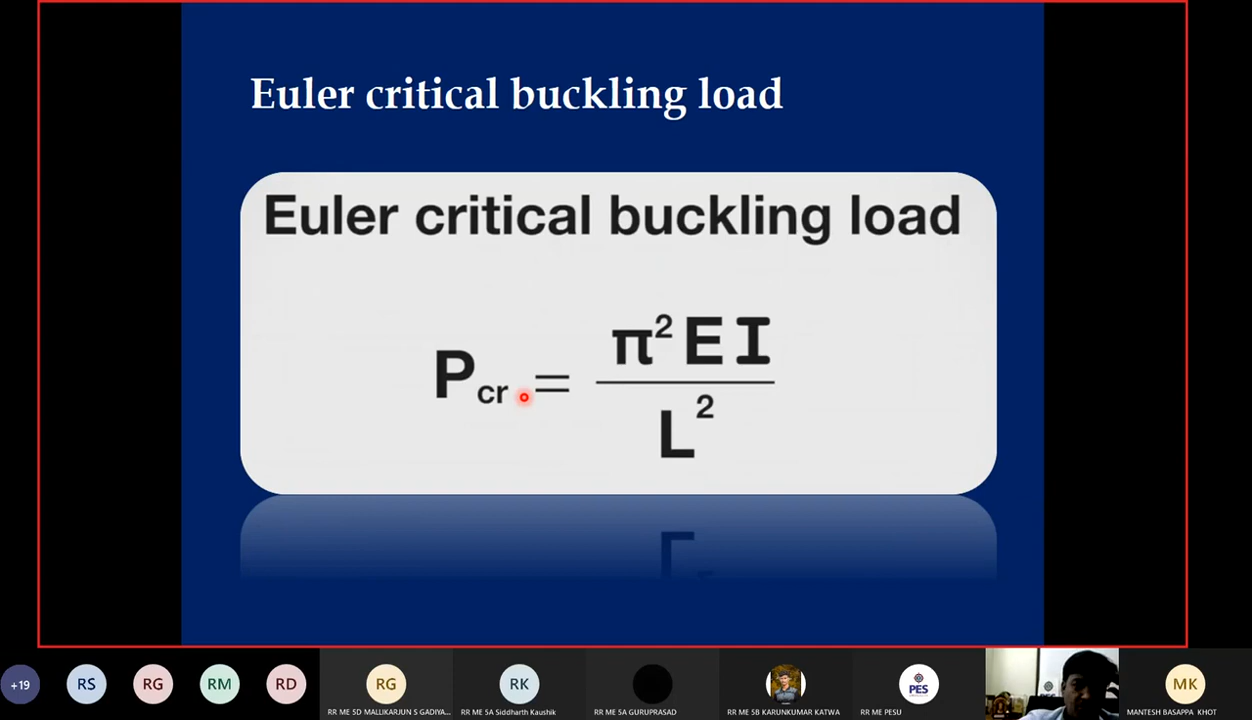 Euler critical buckling load
Euler critical buckling load
P_cr = π² E I / L²
+19
RS
RG
RM
RD
RG
RK
PES
MK
RR ME 5D MALLIKARJUN S GADIYA...
RR ME 5A Siddharth Kaushik
RR ME 5A GURUPRASAD
RR ME 5B KARUNKUMAR KATWA
RR ME PESU
MANTESH BASAPPA KHOT